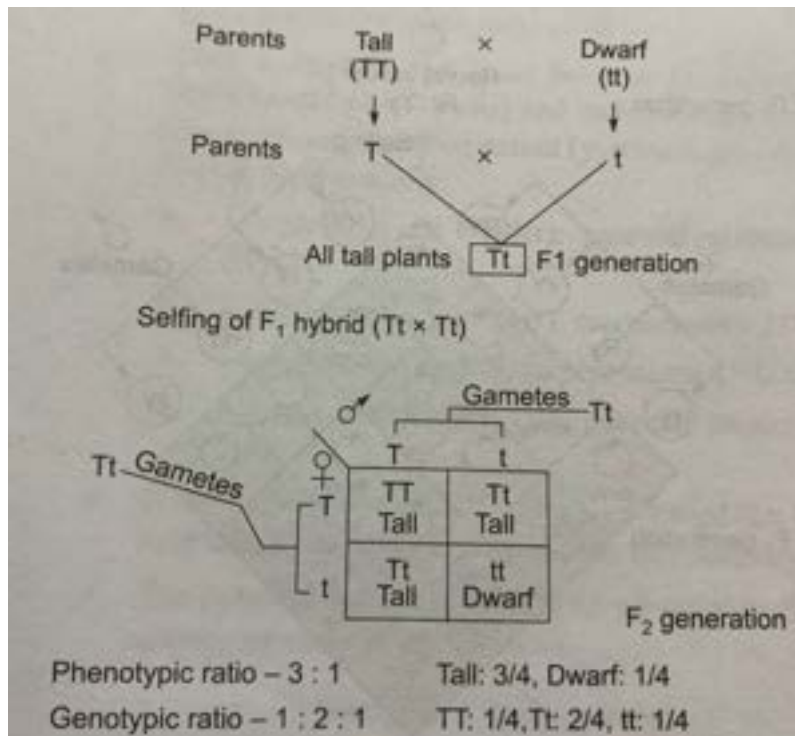 Parents Tall × Dwarf
(TT) (tt)
Parents T × t
All tall plants Tt F1 generation
Selfing of F₁ hybrid (Tt × Tt)
♂ Gametes Tt
Tt Gametes ♀ T t
T TT Tt
Tall Tall
t Tt tt
Tall Dwarf
F₂ generation
Phenotypic ratio – 3 : 1 Tall: 3/4, Dwarf: 1/4
Genotypic ratio – 1 : 2 : 1 TT: 1/4,Tt: 2/4, tt: 1/4